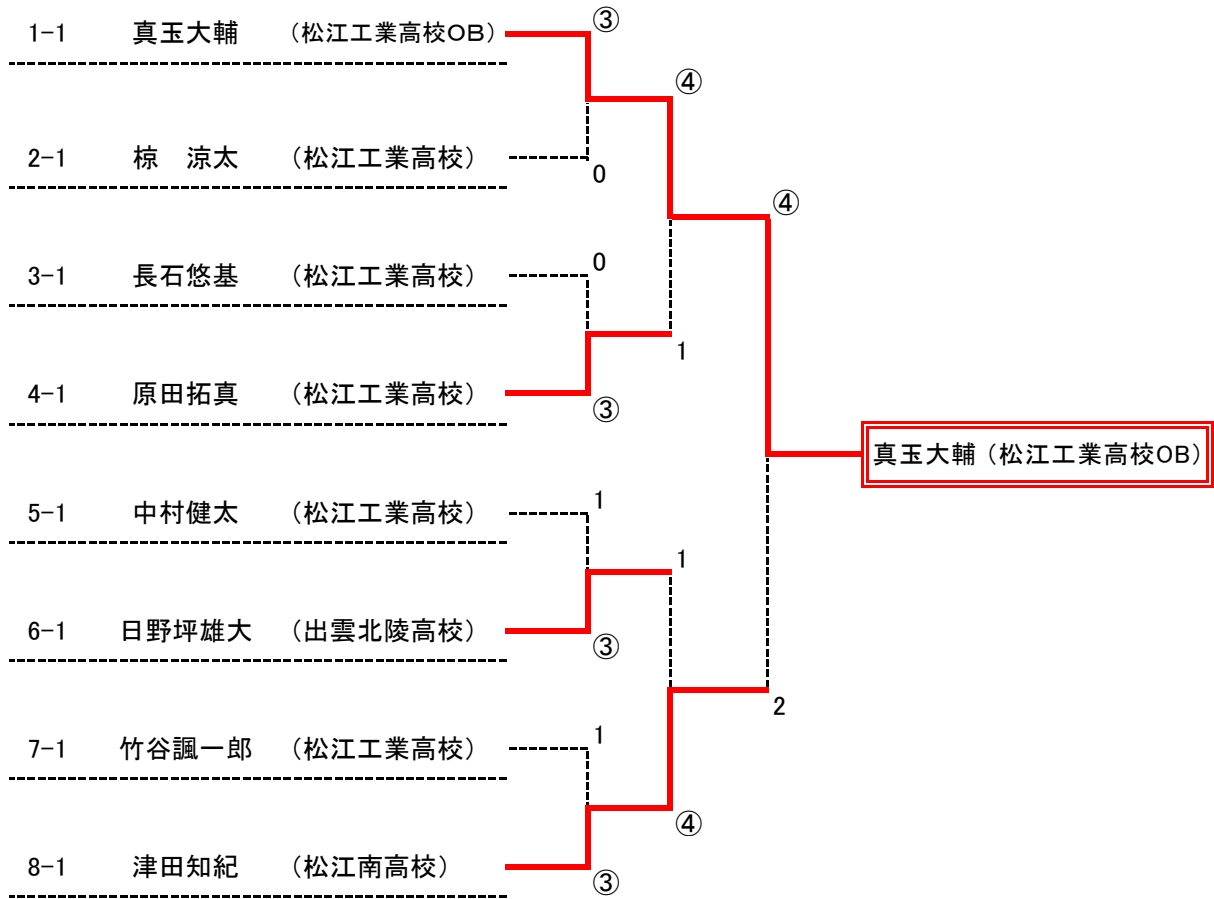 1-1 真玉大輔 (松江工業高校OB) ③
④
2-1 椋 涼太 (松江工業高校) 0
④
3-1 長石悠基 (松江工業高校) 0
1
4-1 原田拓真 (松江工業高校) ③
真玉大輔 (松江工業高校OB)
5-1 中村健太 (松江工業高校) 1
1
6-1 日野坪雄大 (出雲北陵高校) ③
2
7-1 竹谷諷一郎 (松江工業高校) 1
④
8-1 津田知紀 (松江南高校) ③